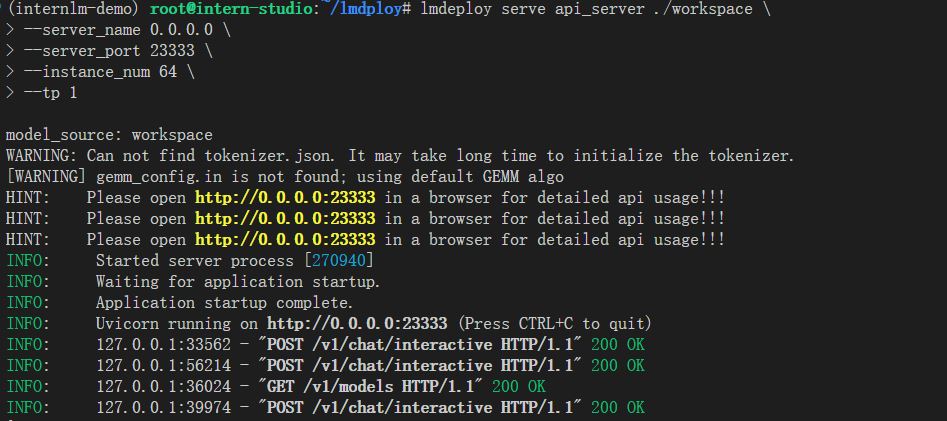 (internlm-demo) root@intern-studio:~/lmdploy# lmdeploy serve api_server ./workspace \
> --server_name 0.0.0.0 \
> --server_port 23333 \
> --instance_num 64 \
> --tp 1
model_source: workspace
WARNING: Can not find tokenizer.json. It may take long time to initialize the tokenizer.
[WARNING] gemm_config.in is not found; using default GEMM algo
HINT: Please open http://0.0.0.0:23333 in a browser for detailed api usage!!!
HINT: Please open http://0.0.0.0:23333 in a browser for detailed api usage!!!
HINT: Please open http://0.0.0.0:23333 in a browser for detailed api usage!!!
INFO: Started server process [270940]
INFO: Waiting for application startup.
INFO: Application startup complete.
INFO: Uvicorn running on http://0.0.0.0:23333 (Press CTRL+C to quit)
INFO: 127.0.0.1:33562 - "POST /v1/chat/interactive HTTP/1.1" 200 OK
INFO: 127.0.0.1:56214 - "POST /v1/chat/interactive HTTP/1.1" 200 OK
INFO: 127.0.0.1:36024 - "GET /v1/models HTTP/1.1" 200 OK
INFO: 127.0.0.1:39974 - "POST /v1/chat/interactive HTTP/1.1" 200 OK